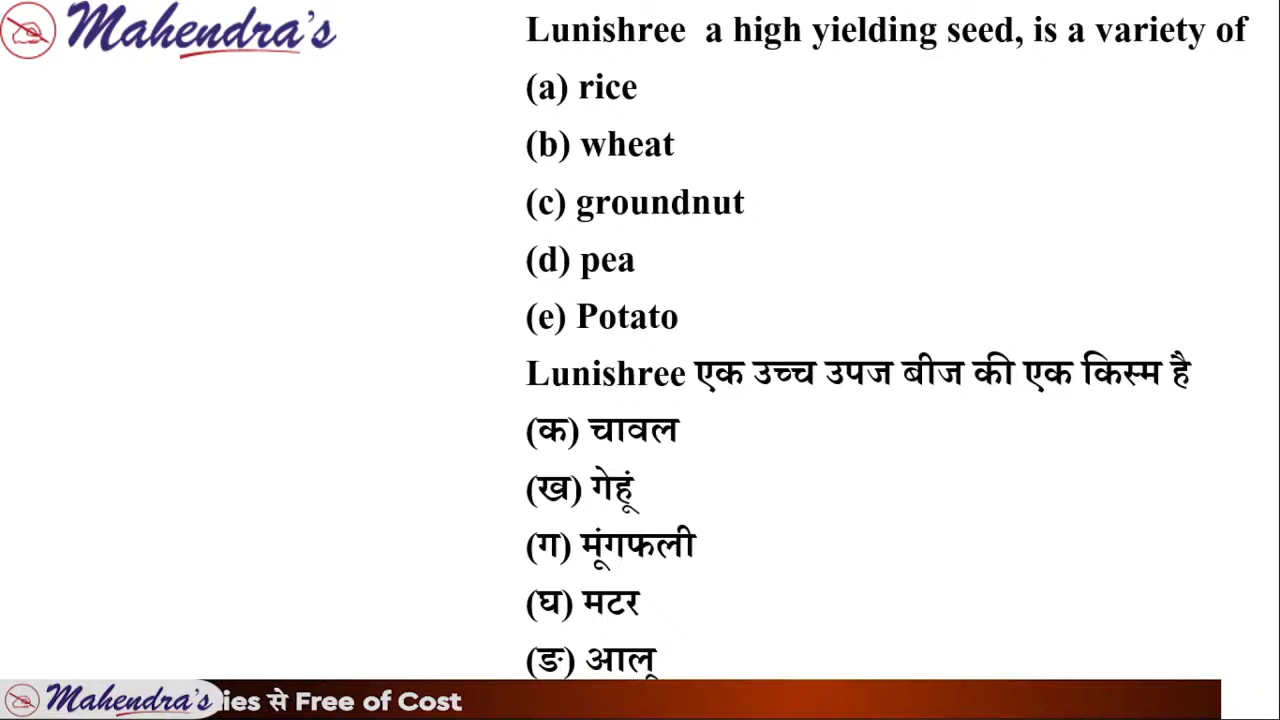 Mahendra's
Lunishree a high yielding seed, is a variety of
(a) rice
(b) wheat
(c) groundnut
(d) pea
(e) Potato
Lunishree एक उच्च उपज बीज की एक किस्म है
(क) चावल
(ख) गेहूं
(ग) मूंगफली
(घ) मटर
(ङ) आलू
Mahendra's से Free of Cost